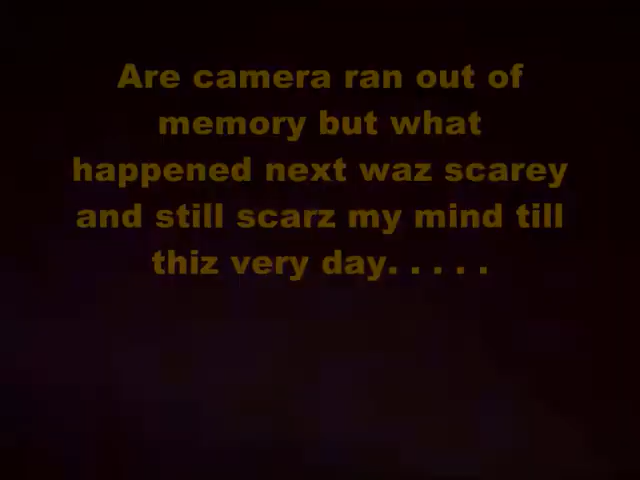 Are camera ran out of
memory but what
happened next waz scarey
and still scarz my mind till
thiz very day. . . . .